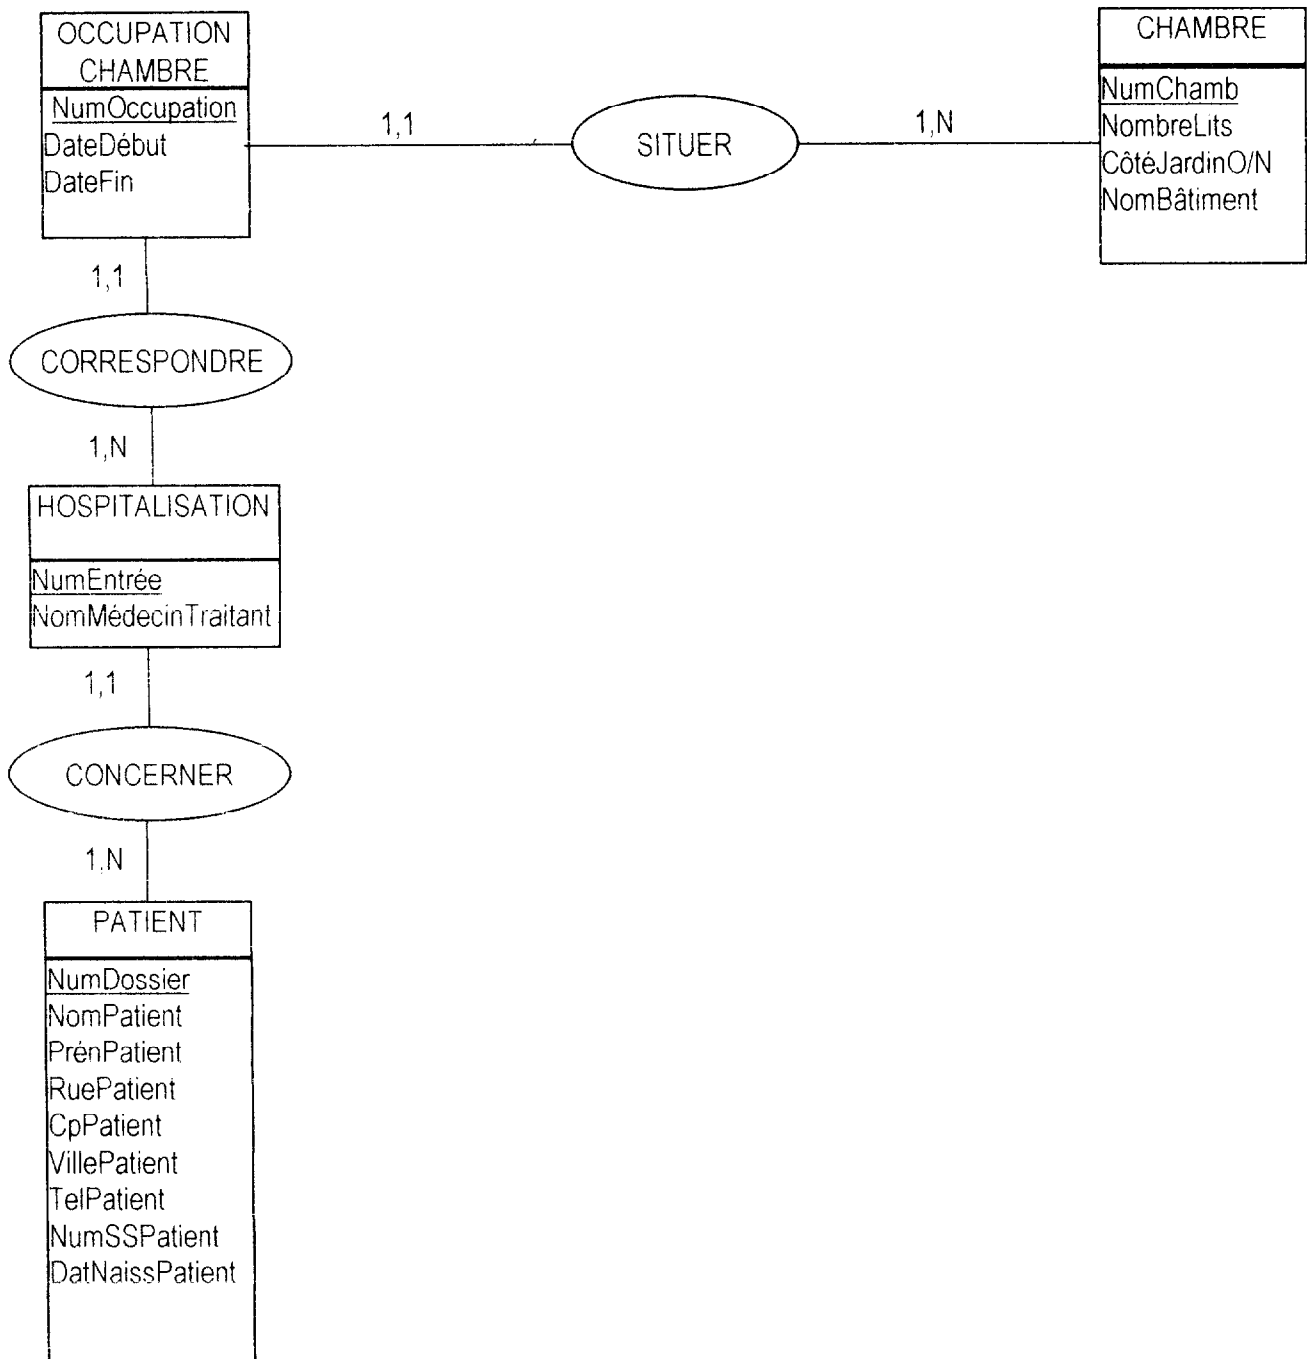 OCCUPATION
CHAMBRE
NumOccupation
DateDébut
DateFin
1,1
SITUER
1,N
CHAMBRE
NumChamb
NombreLits
CôtéJardinO/N
NomBâtiment
1,1
CORRESPONDRE
1,N
HOSPITALISATION
NumEntrée
NomMédecinTraitant
1,1
CONCERNER
1,N
PATIENT
NumDossier
NomPatient
PrénPatient
RuePatient
CpPatient
VillePatient
TelPatient
NumSSPatient
DatNaissPatient